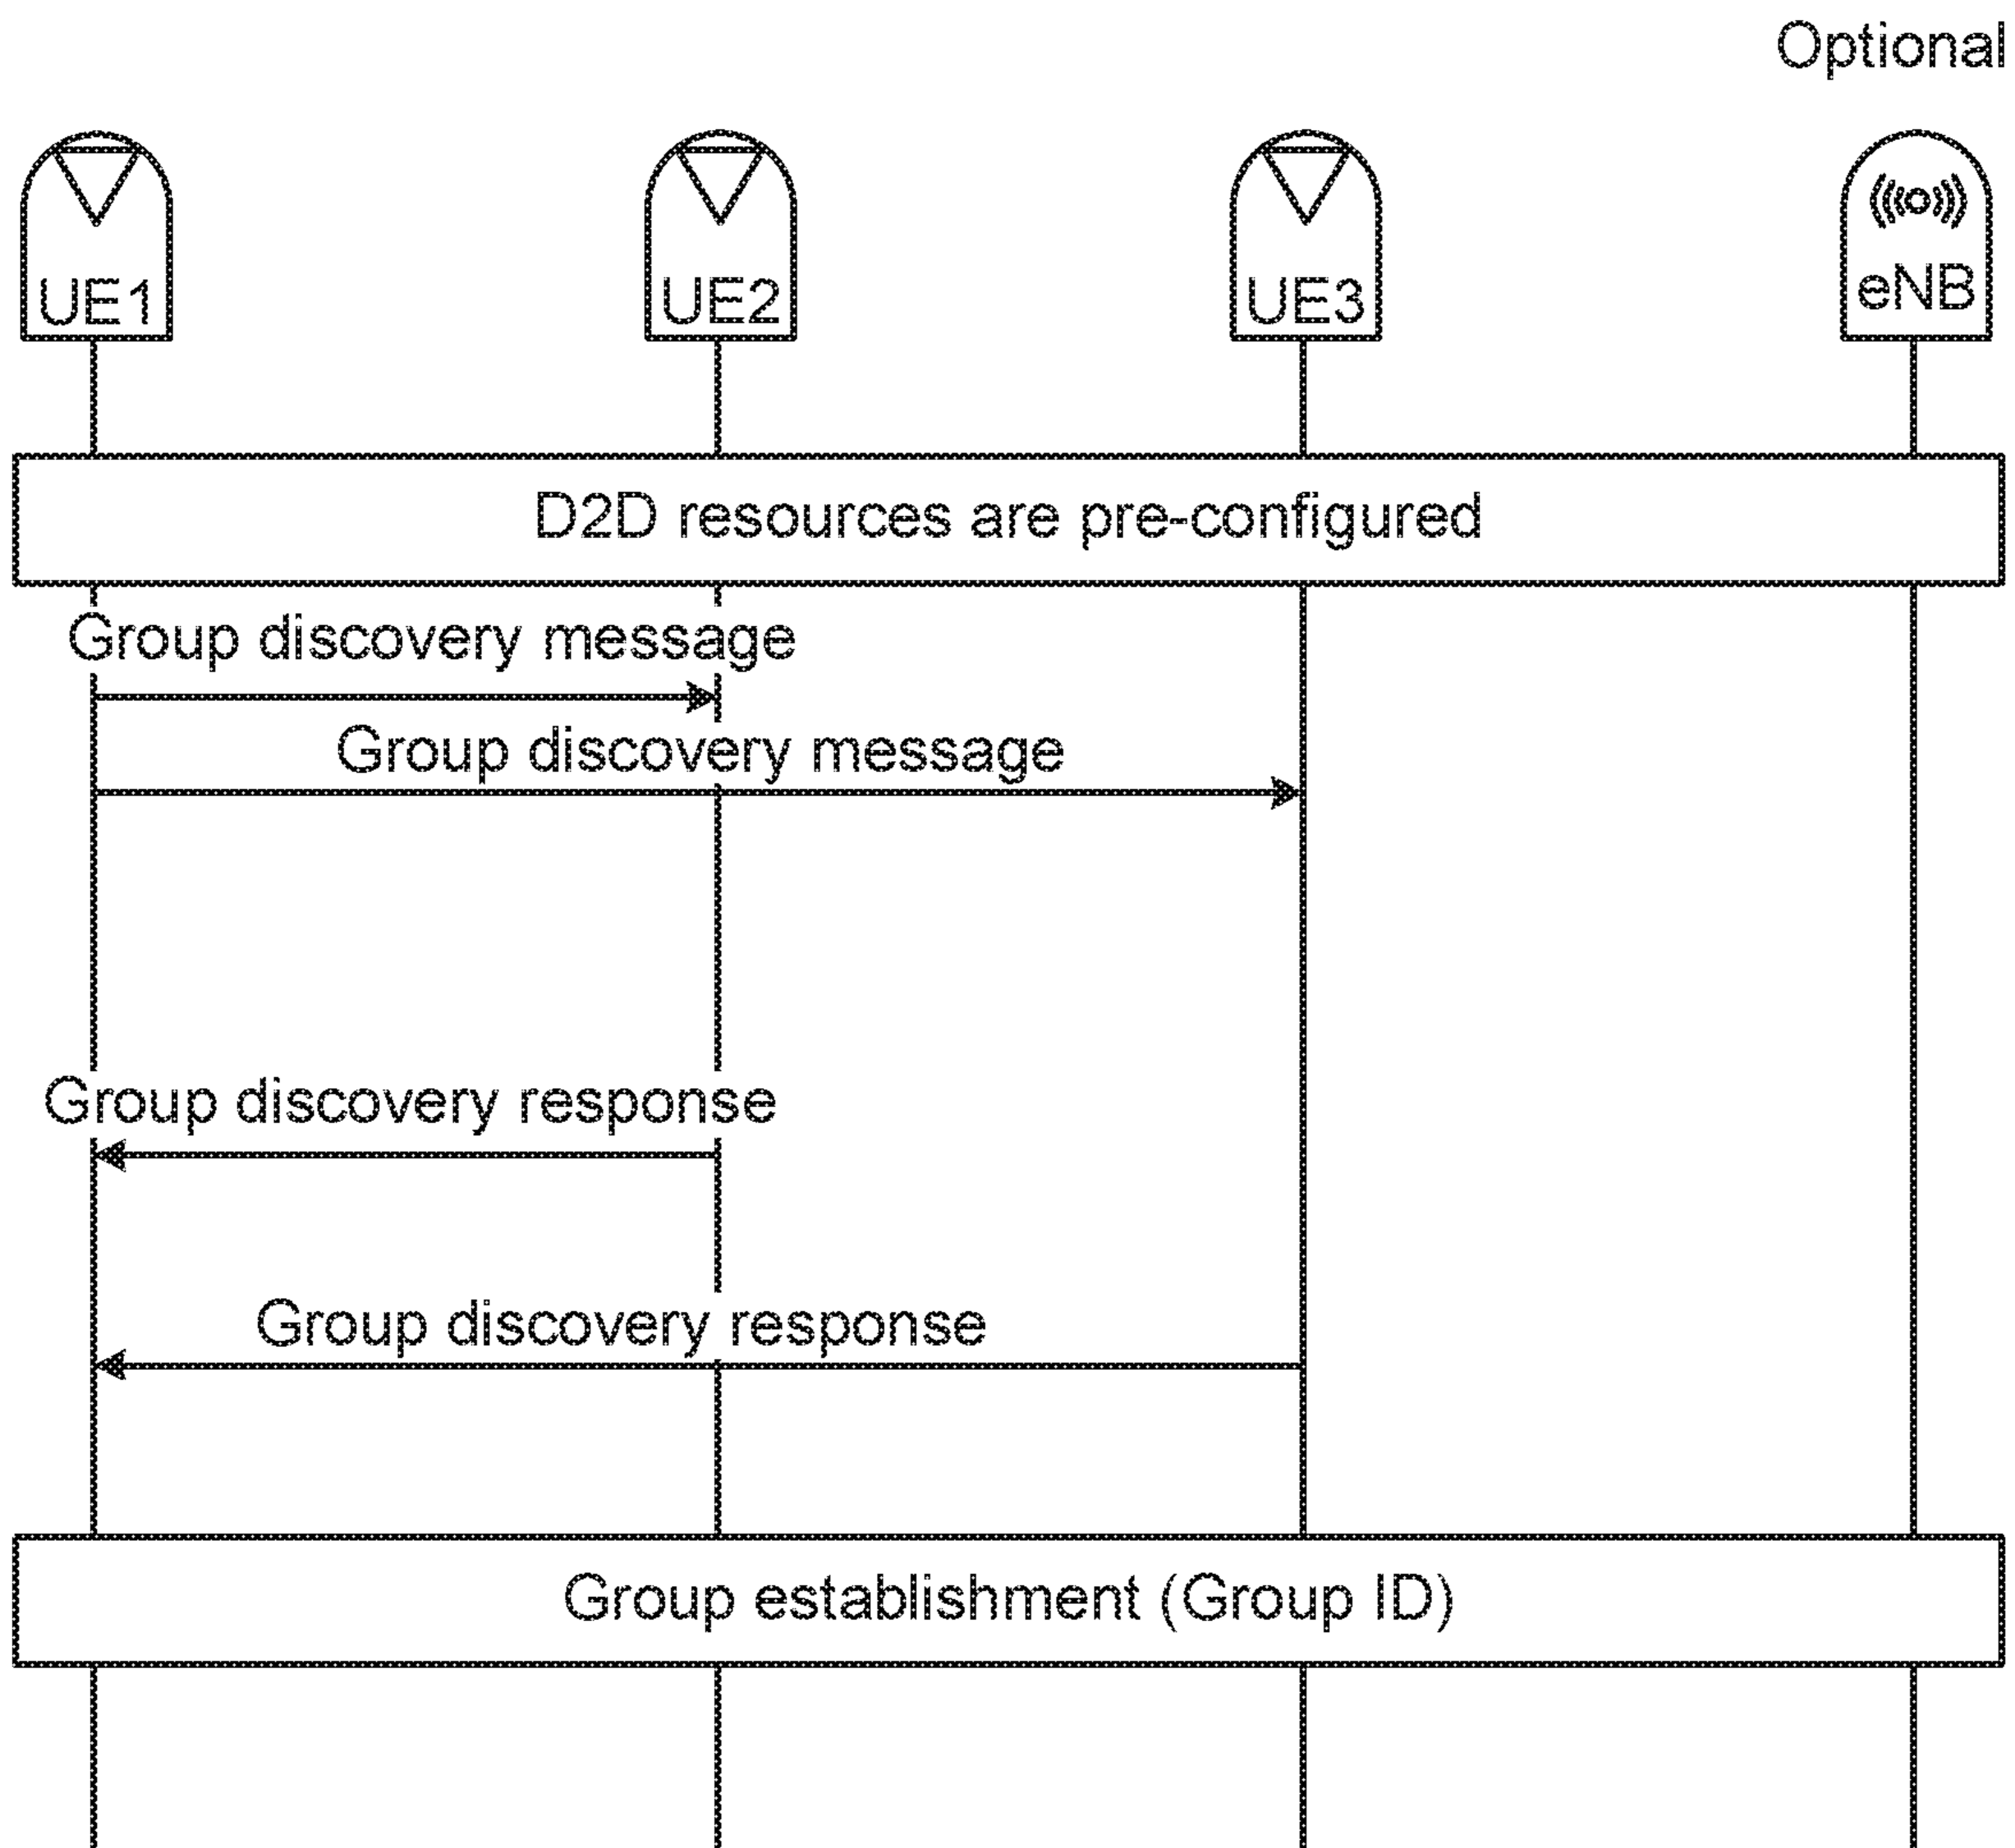 Optional
UE1
UE2
UE3
eNB
D2D resources are pre-configured
Group discovery message
Group discovery message
Group discovery response
Group discovery response
Group establishment (Group ID)